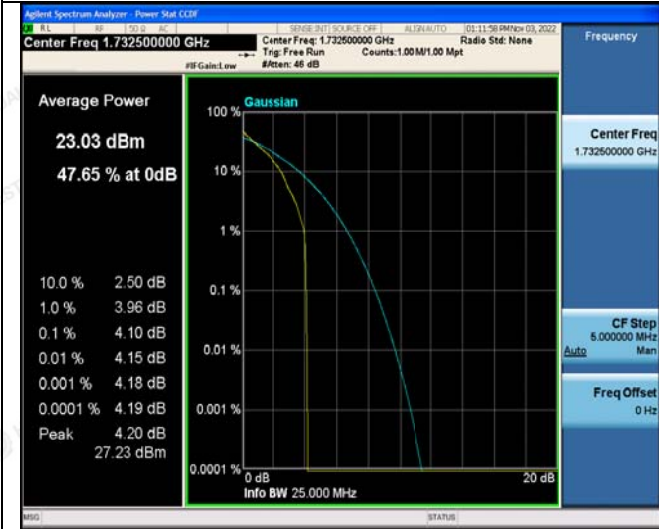 Agilent Spectrum Analyzer - Power Stat CCDF
RL RF 50 Ω AC SENSE:INT SOURCE OFF ALIGNAUTO 01:11:58 PM Nov 03, 2022
Center Freq 1.732500000 GHz
Center Freq: 1.732500000 GHz Radio Std: None
Trig: Free Run Counts:1.00 M/1.00 Mpt
#IFGain:Low #Atten: 46 dB
Frequency
Average Power
23.03 dBm
47.65 % at 0dB
10.0 % 2.50 dB
1.0 % 3.96 dB
0.1 % 4.10 dB
0.01 % 4.15 dB
0.001 % 4.18 dB
0.0001 % 4.19 dB
Peak 4.20 dB
27.23 dBm
Gaussian
100 %
10 %
1 %
0.1 %
0.01 %
0.001 %
0.0001 %
0 dB 20 dB
Info BW 25.000 MHz
Center Freq
1.732500000 GHz
CF Step
5.000000 MHz
Auto Man
Freq Offset
0 Hz
MSG STATUS